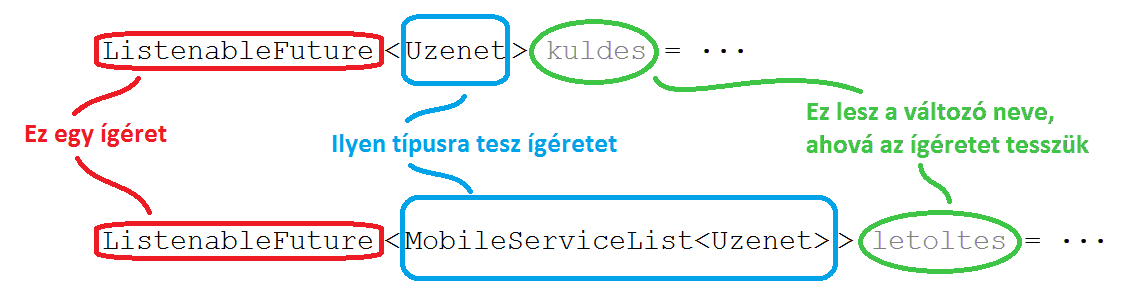 ListenableFuture<Uzenet> kuldes = ...
Ez egy ígéret
Ilyen típusra tesz ígéretet
Ez lesz a változó neve,
ahová az ígéretet tesszük
ListenableFuture<MobileServiceList<Uzenet>> letoltes = ...